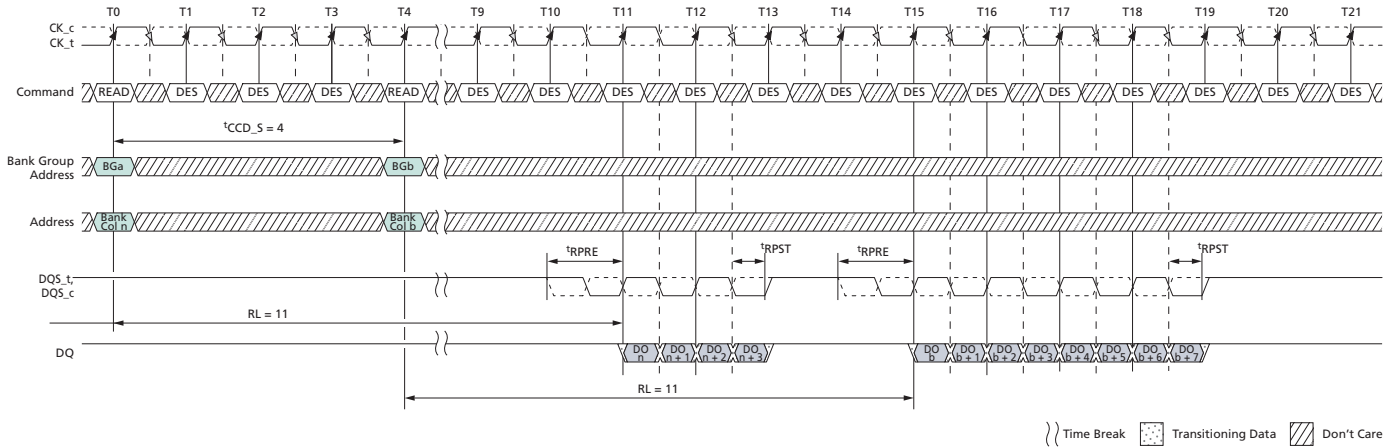 T0 T1 T2 T3 T4 T9 T10 T11 T12 T13 T14 T15 T16 T17 T18 T19 T20 T21
CK_c
CK_t
Command READ DES DES DES READ DES DES DES DES DES DES DES DES DES DES DES DES DES
tCCD_S = 4
Bank Group
Address
BGa BGb
Address
Bank
Col n
Bank
Col b
tRPRE tRPST tRPRE tRPST
DQS_t,
DQS_c
RL = 11
DQ
DO
n
DO
n + 1
DO
n + 2
DO
n + 3
DO
b
DO
b + 1
DO
b + 2
DO
b + 3
DO
b + 4
DO
b + 5
DO
b + 6
DO
b + 7
RL = 11
Time Break Transitioning Data Don't Care